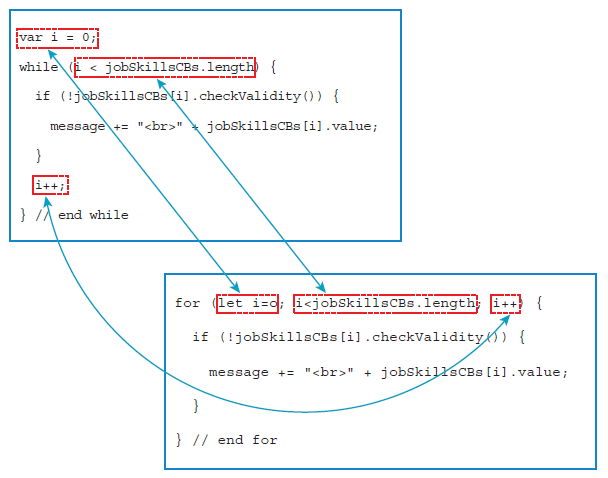 var i = 0;
while (i < jobSkillsCBs.length) {
if (!jobSkillsCBs[i].checkValidity()) {
message += "<br>" + jobSkillsCBs[i].value;
}
i++;
} // end while
for (let i=o; i<jobSkillsCBs.length; i++) {
if (!jobSkillsCBs[i].checkValidity()) {
message += "<br>" + jobSkillsCBs[i].value;
}
} // end for